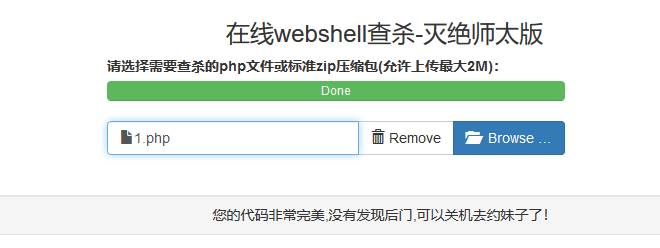 在线webshell查杀-灭绝师太版
请选择需要查杀的php文件或标准zip压缩包(允许上传最大2M)：
Done
1.php Remove Browse ...
您的代码非常完美,没有发现后门,可以关机去约妹子了!